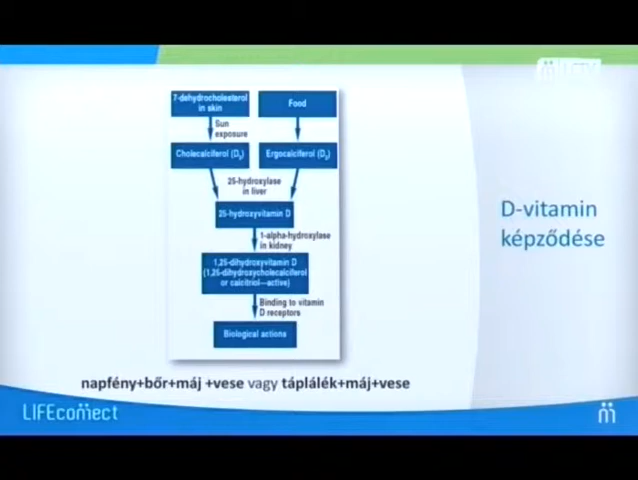 7-dehydrocholesterol
in skin
Food
Sun
exposure
Cholecalciferol (D3)
Ergocalciferol (D2)
25-hydroxylase
in liver
25-hydroxyvitamin D
1-alpha-hydroxylase
in kidney
1,25-dihydroxyvitamin D
(1,25-dihydroxycholecalciferol
or calcitriol—active)
Binding to vitamin
D receptors
Biological actions
D-vitamin
képződése
napfény+bőr+máj +vese vagy táplálék+máj+vese
LIFEconnect